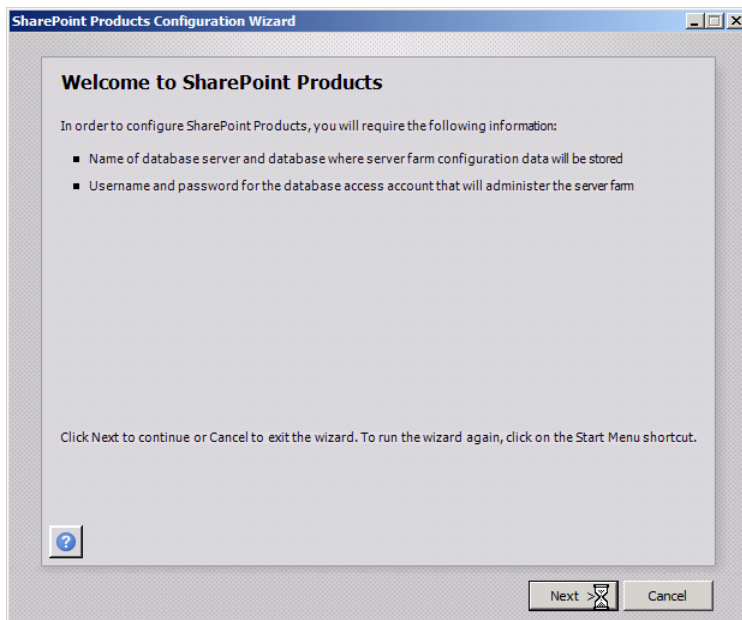 SharePoint Products Configuration Wizard
Welcome to SharePoint Products
In order to configure SharePoint Products, you will require the following information:
Name of database server and database where server farm configuration data will be stored
Username and password for the database access account that will administer the server farm
Click Next to continue or Cancel to exit the wizard. To run the wizard again, click on the Start Menu shortcut.
?
Next > Cancel